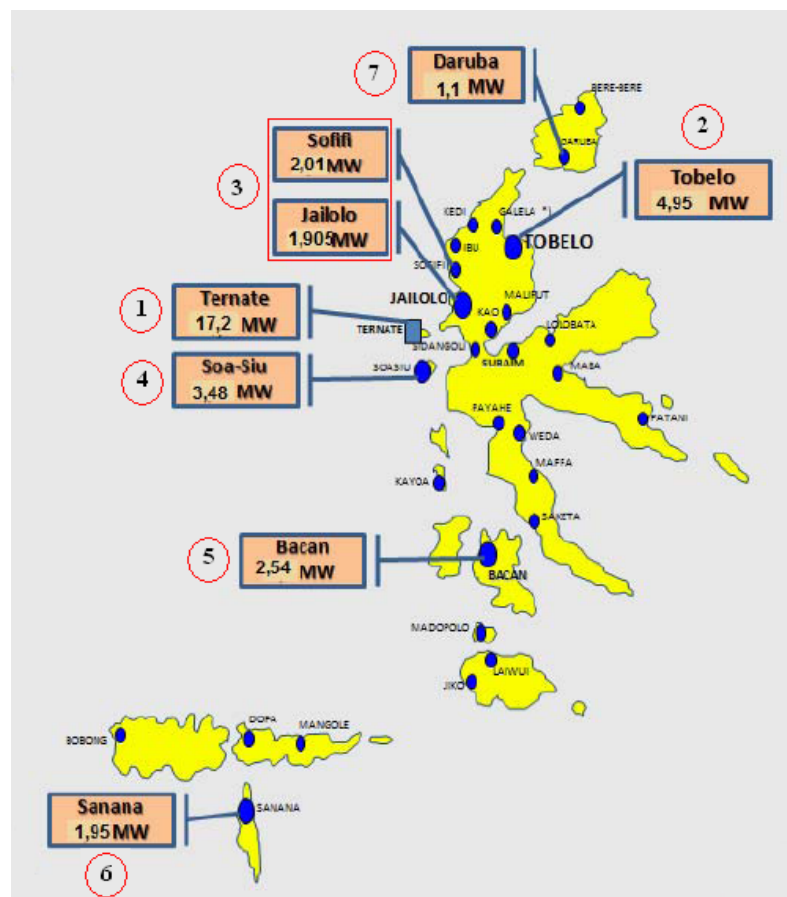 7
Daruba
1,1 MW
BERE-BERE
DARUBA
2
Tobelo
4,95 MW
3
Sofifi
2,01 MW
Jailolo
1,905 MW
KEDI
GALELA *)
TOBELO
IBU
SOFIFI
JAILOLO
MALIFUT
KAO
1
Ternate
17,2 MW
TERNATE
SIDANGOLI
SUBAIM
LOLOBATA
4
Soa-Siu
3,48 MW
SOASIU
MABA
PAYAHE
PATANI
WEDA
MAFFA
KAYOA
SAKETA
5
Bacan
2,54 MW
BACAN
MADOPOLO
LAIWUI
JIKO
BOBONG
DOFA
MANGOLE
Sanana
1,95 MW
SANANA
6